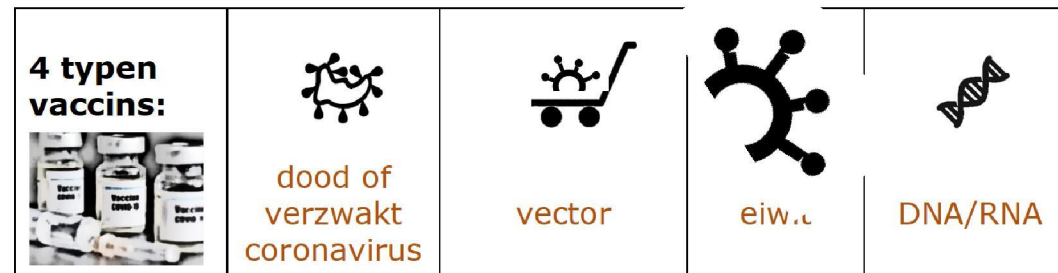 4 typen
vaccins:
dood of
verzwakt
coronavirus
vector
DNA/RNA